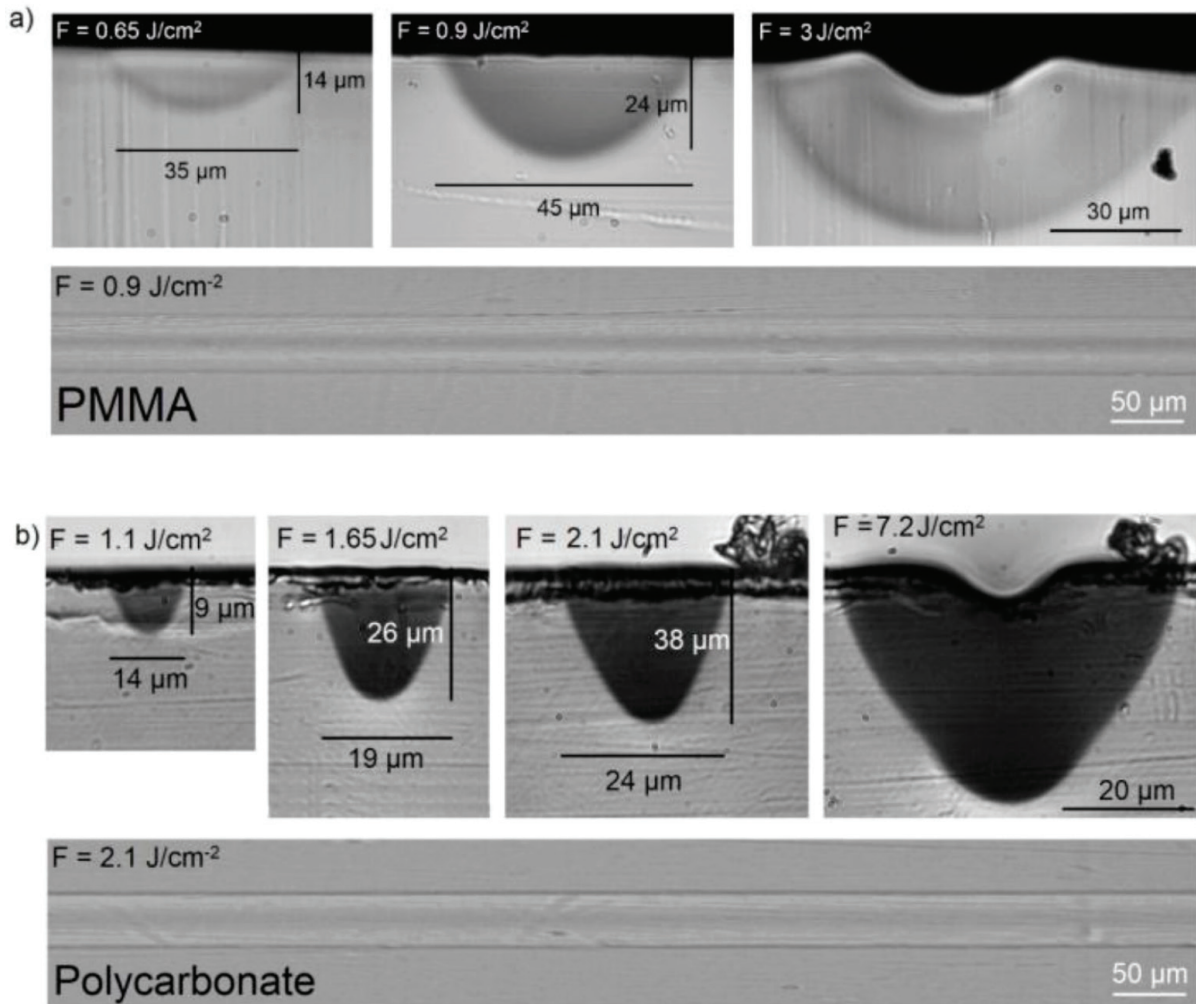 a)
F = 0.65 J/cm²
14 µm
35 µm
F = 0.9 J/cm²
24 µm
45 µm
F = 3 J/cm²
30 µm
F = 0.9 J/cm⁻²
PMMA
50 µm
b)
F = 1.1 J/cm²
9 µm
14 µm
F = 1.65 J/cm²
26 µm
19 µm
F = 2.1 J/cm²
38 µm
24 µm
F = 7.2 J/cm²
20 µm
F = 2.1 J/cm⁻²
Polycarbonate
50 µm